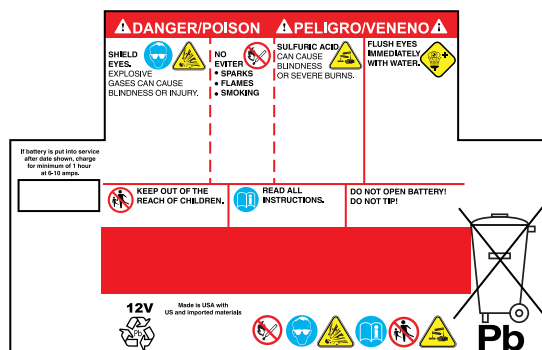 DANGER/POISON
PELIGRO/VENENO
SHIELD
EYES.
EXPLOSIVE
GASES CAN CAUSE
BLINDNESS OR INJURY.
NO
EVITER
• SPARKS
• FLAMES
• SMOKING
SULFURIC ACID
CAN CAUSE
BLINDNESS
OR SEVERE BURNS.
FLUSH EYES
IMMEDIATELY
WITH WATER.
If battery is put into service
after date shown, charge
for minimum of 1 hour
at 6-10 amps.
KEEP OUT OF THE
REACH OF CHILDREN.
READ ALL
INSTRUCTIONS.
DO NOT OPEN BATTERY!
DO NOT TIP!
12V
Pb
Made is USA with
US and imported materials
Pb